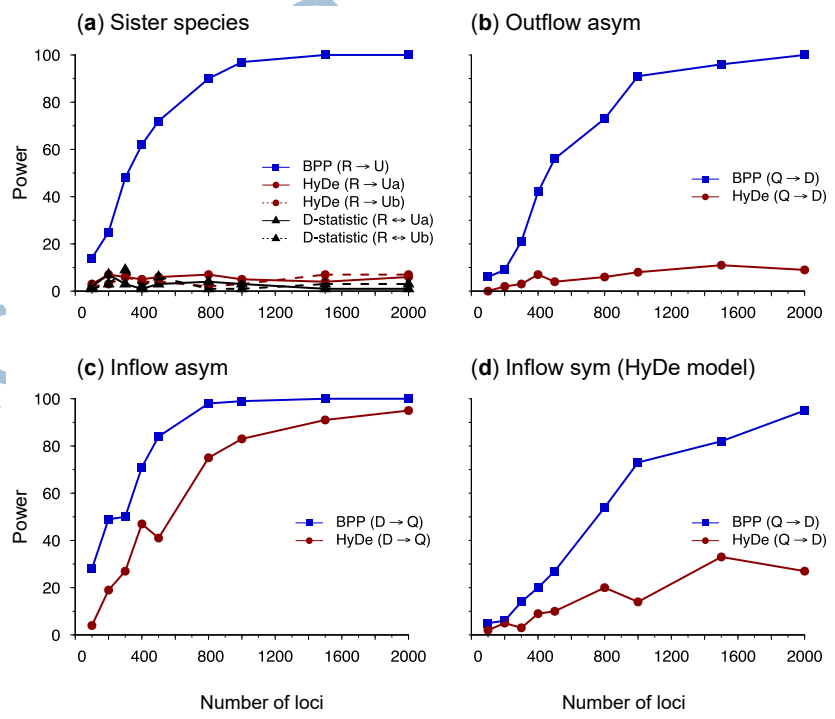 (a) Sister species
(b) Outflow asym
100
80
60
40
20
0
Power
BPP (R → U)
HyDe (R → Ua)
HyDe (R → Ub)
D-statistic (R ↔ Ua)
D-statistic (R ↔ Ub)
0 400 800 1200 1600 2000
BPP (Q → D)
HyDe (Q → D)
0 400 800 1200 1600 2000
(c) Inflow asym
(d) Inflow sym (HyDe model)
100
80
60
40
20
0
Power
BPP (D → Q)
HyDe (D → Q)
0 400 800 1200 1600 2000
Number of loci
BPP (Q → D)
HyDe (Q → D)
0 400 800 1200 1600 2000
Number of loci